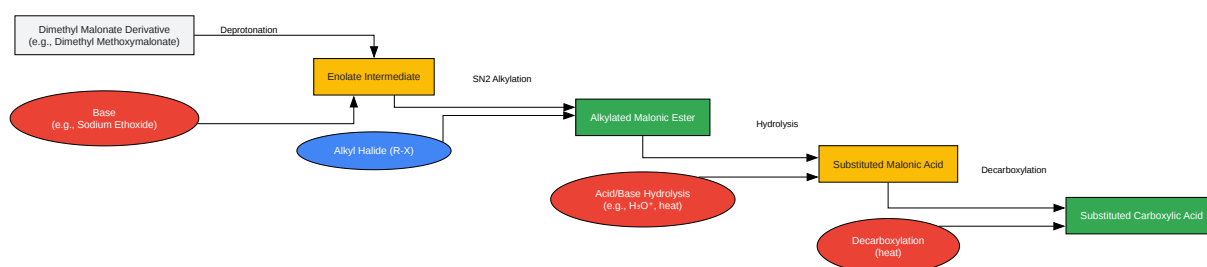 Dimethyl Malonate Derivative
(e.g., Dimethyl Methoxymalonate)
Deprotonation
Enolate Intermediate
SN2 Alkylation
Base
(e.g., Sodium Ethoxide)
Alkyl Halide (R-X)
Alkylated Malonic Ester
Hydrolysis
Acid/Base Hydrolysis
(e.g., H₃O⁺, heat)
Substituted Malonic Acid
Decarboxylation
Decarboxylation
(heat)
Substituted Carboxylic Acid